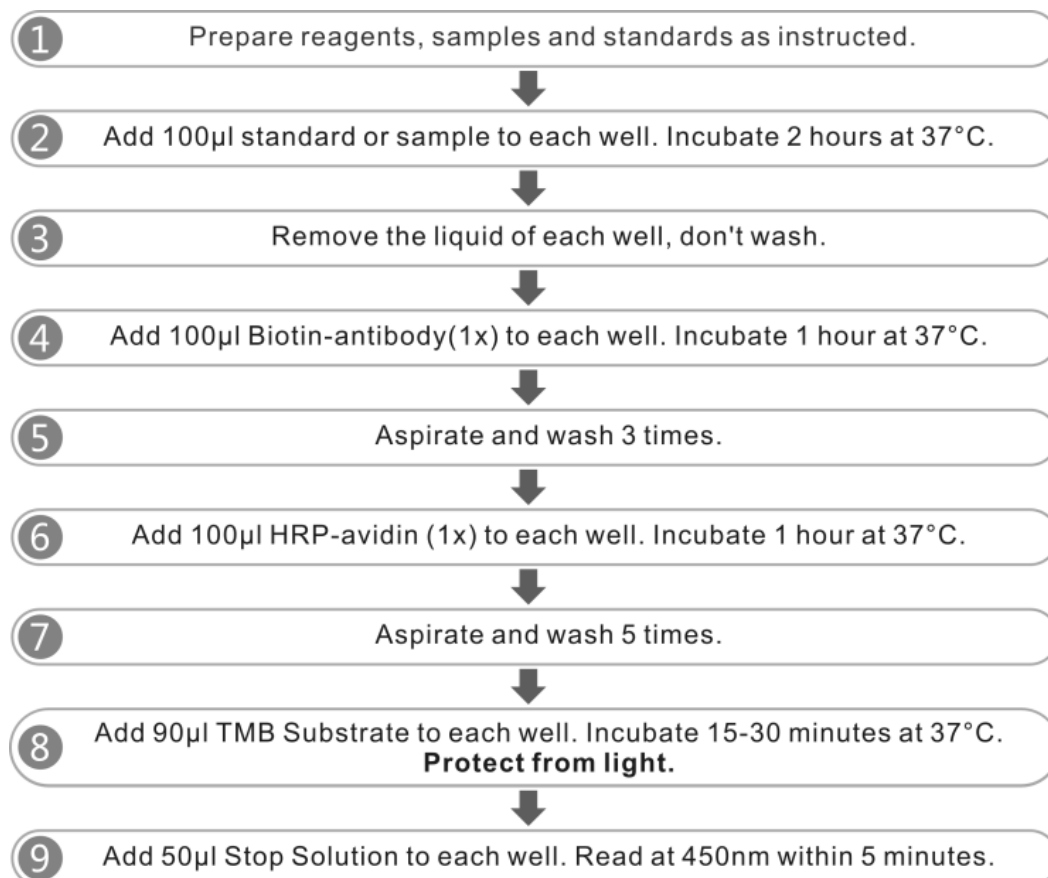 1 Prepare reagents, samples and standards as instructed.
2 Add 100µl standard or sample to each well. Incubate 2 hours at 37°C.
3 Remove the liquid of each well, don't wash.
4 Add 100µl Biotin-antibody(1x) to each well. Incubate 1 hour at 37°C.
5 Aspirate and wash 3 times.
6 Add 100µl HRP-avidin (1x) to each well. Incubate 1 hour at 37°C.
7 Aspirate and wash 5 times.
8 Add 90µl TMB Substrate to each well. Incubate 15-30 minutes at 37°C.
Protect from light.
9 Add 50µl Stop Solution to each well. Read at 450nm within 5 minutes.